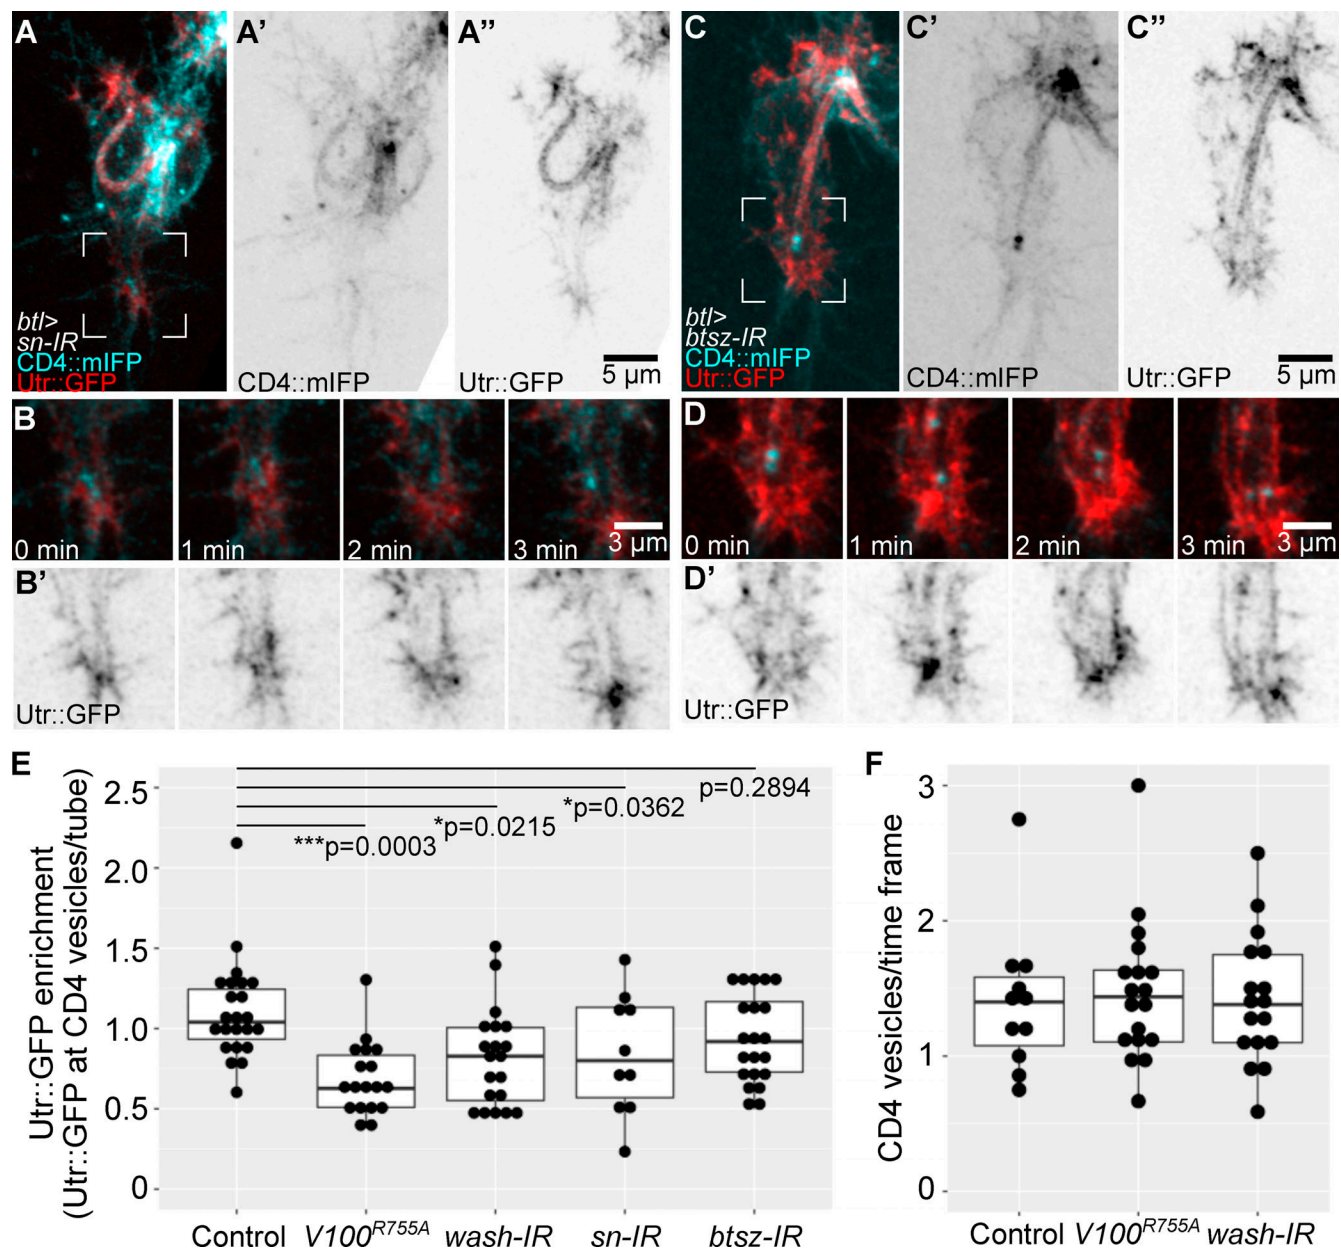 A
A’
A’’
C
C’
C’’
btl>
sn-IR
CD4::mIFP
Utr::GFP
CD4::mIFP
Utr::GFP
5 µm
btl>
btsz-IR
CD4::mIFP
Utr::GFP
CD4::mIFP
Utr::GFP
5 µm
B
0 min
1 min
2 min
3 min
3 µm
D
0 min
1 min
2 min
3 min
3 µm
B’
Utr::GFP
D’
Utr::GFP
E
Utr::GFP enrichment
(Utr::GFP at CD4 vesicles/tube)
2.5
2.0
1.5
1.0
0.5
0
***p=0.0003
*p=0.0215
*p=0.0362
p=0.2894
Control V100^R755A wash-IR sn-IR btsz-IR
F
CD4 vesicles/time frame
3
2
1
0
Control V100^R755A wash-IR